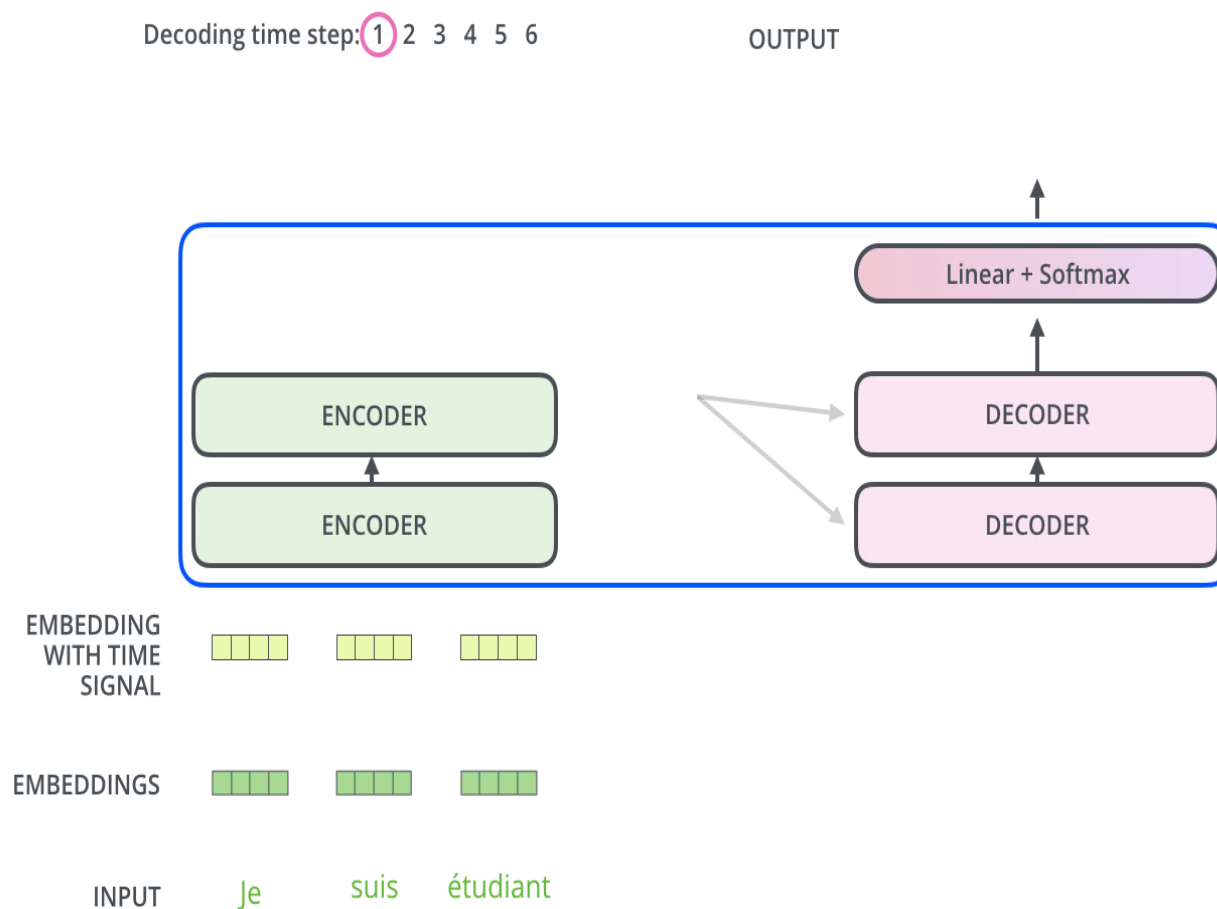 Decoding time step: 1 2 3 4 5 6
OUTPUT
Linear + Softmax
ENCODER
DECODER
ENCODER
DECODER
EMBEDDING
WITH TIME
SIGNAL
EMBEDDINGS
INPUT
Je suis étudiant